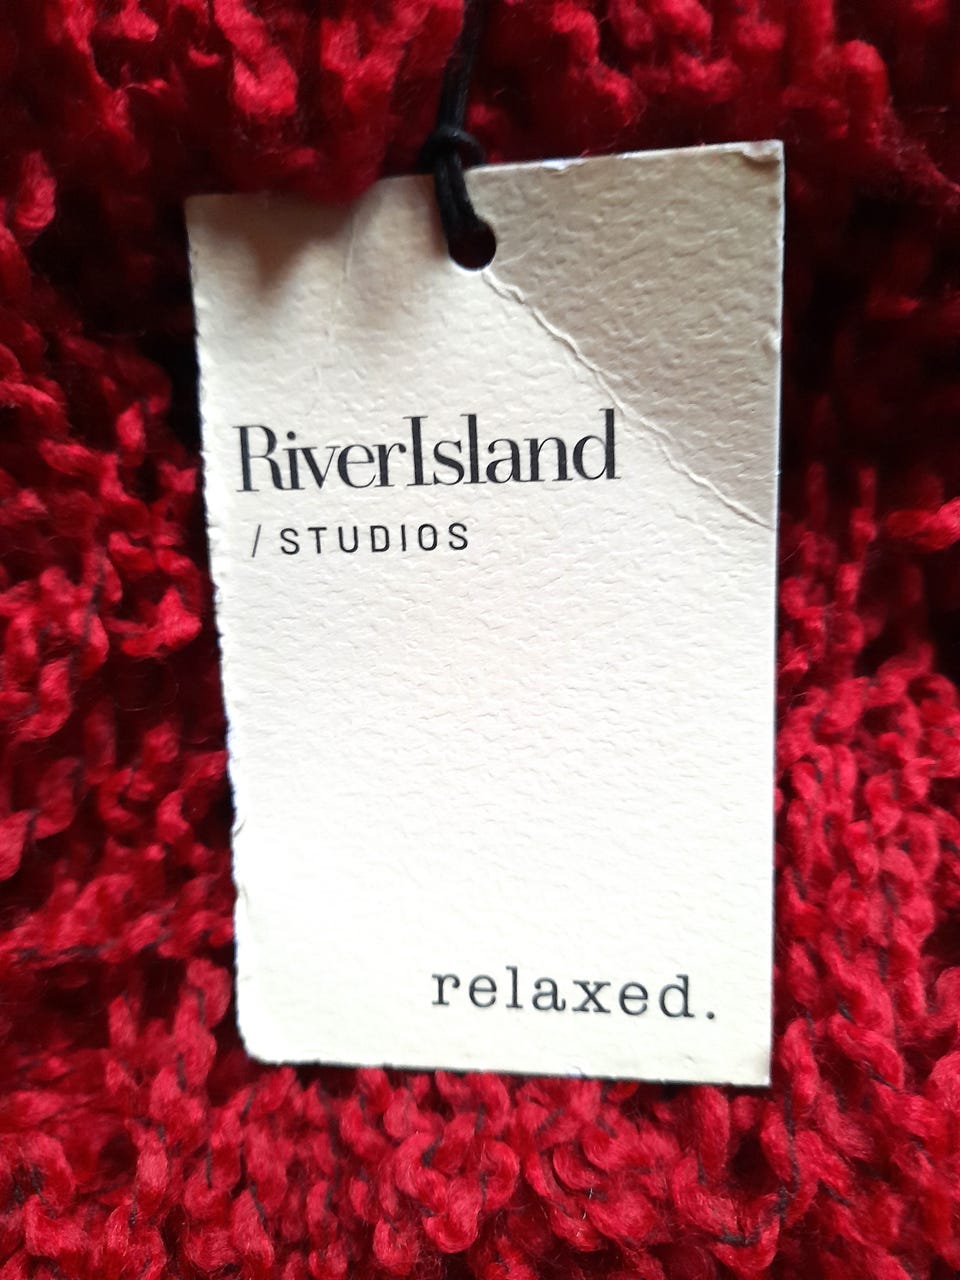 RiverIsland
/ STUDIOS
relaxed.